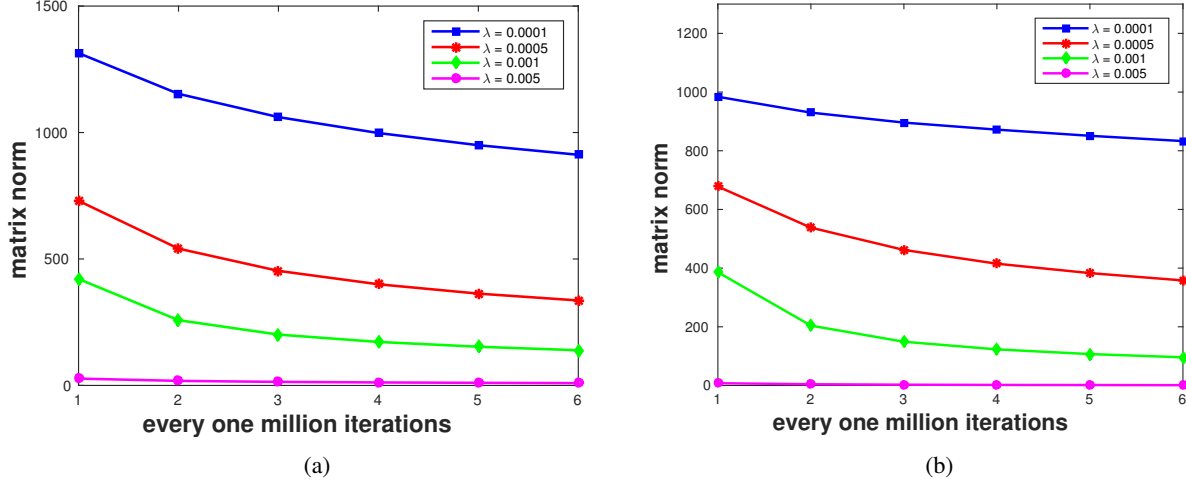 1500
1000
500
0
matrix norm
λ = 0.0001
λ = 0.0005
λ = 0.001
λ = 0.005
1 2 3 4 5 6
every one million iterations
(a)
1200
1000
800
600
400
200
0
matrix norm
λ = 0.0001
λ = 0.0005
λ = 0.001
λ = 0.005
1 2 3 4 5 6
every one million iterations
(b)